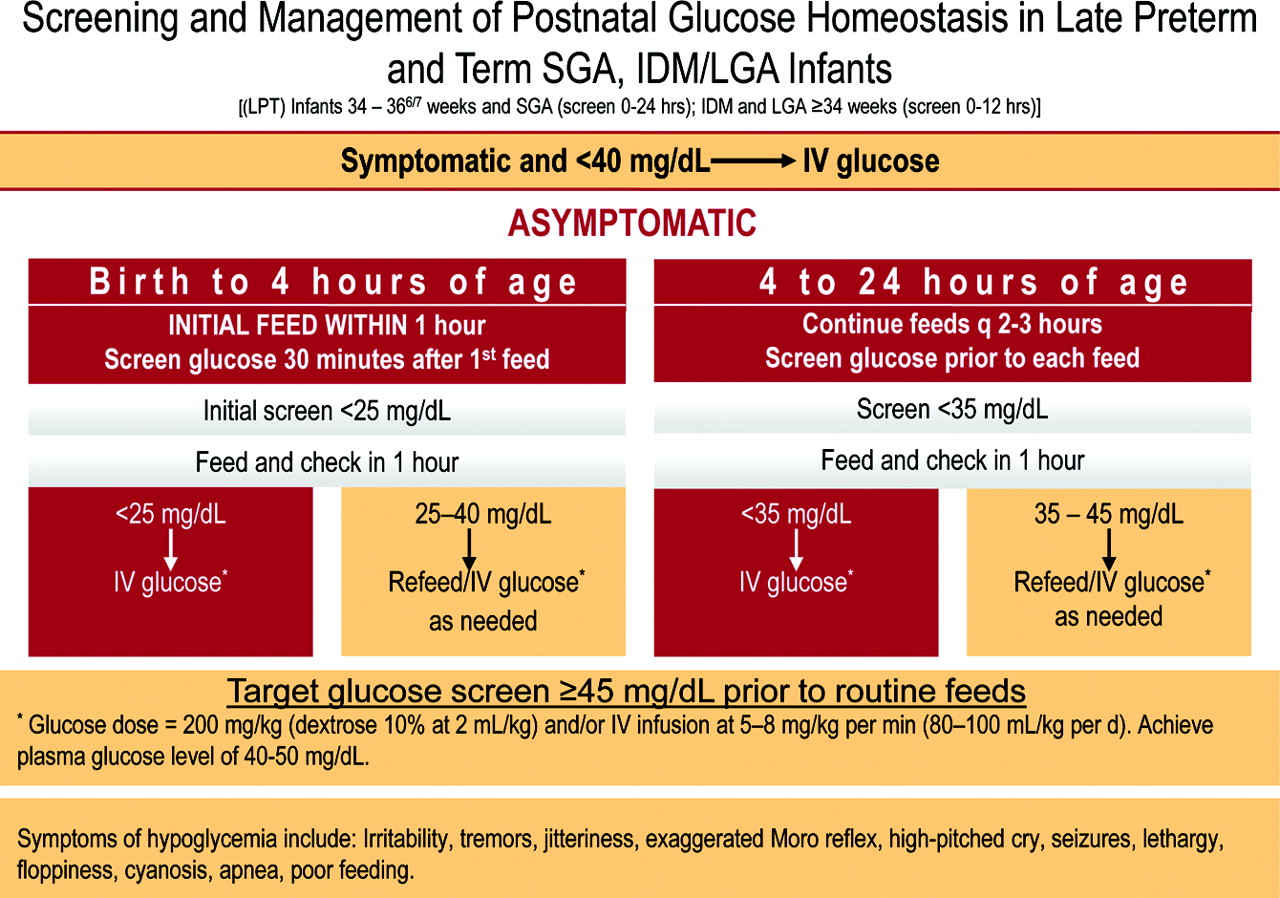 Screening and Management of Postnatal Glucose Homeostasis in Late Preterm
and Term SGA, IDM/LGA Infants
[(LPT) Infants 34 – 36⁶/⁷ weeks and SGA (screen 0-24 hrs); IDM and LGA ≥34 weeks (screen 0-12 hrs)]
Symptomatic and <40 mg/dL → IV glucose
ASYMPTOMATIC
Birth to 4 hours of age
INITIAL FEED WITHIN 1 hour
Screen glucose 30 minutes after 1st feed
Initial screen <25 mg/dL
Feed and check in 1 hour
<25 mg/dL
IV glucose*
25–40 mg/dL
Refeed/IV glucose*
as needed
4 to 24 hours of age
Continue feeds q 2-3 hours
Screen glucose prior to each feed
Screen <35 mg/dL
Feed and check in 1 hour
<35 mg/dL
IV glucose*
35 – 45 mg/dL
Refeed/IV glucose*
as needed
Target glucose screen ≥45 mg/dL prior to routine feeds
* Glucose dose = 200 mg/kg (dextrose 10% at 2 mL/kg) and/or IV infusion at 5–8 mg/kg per min (80–100 mL/kg per d). Achieve
plasma glucose level of 40-50 mg/dL.
Symptoms of hypoglycemia include: Irritability, tremors, jitteriness, exaggerated Moro reflex, high-pitched cry, seizures, lethargy,
floppiness, cyanosis, apnea, poor feeding.